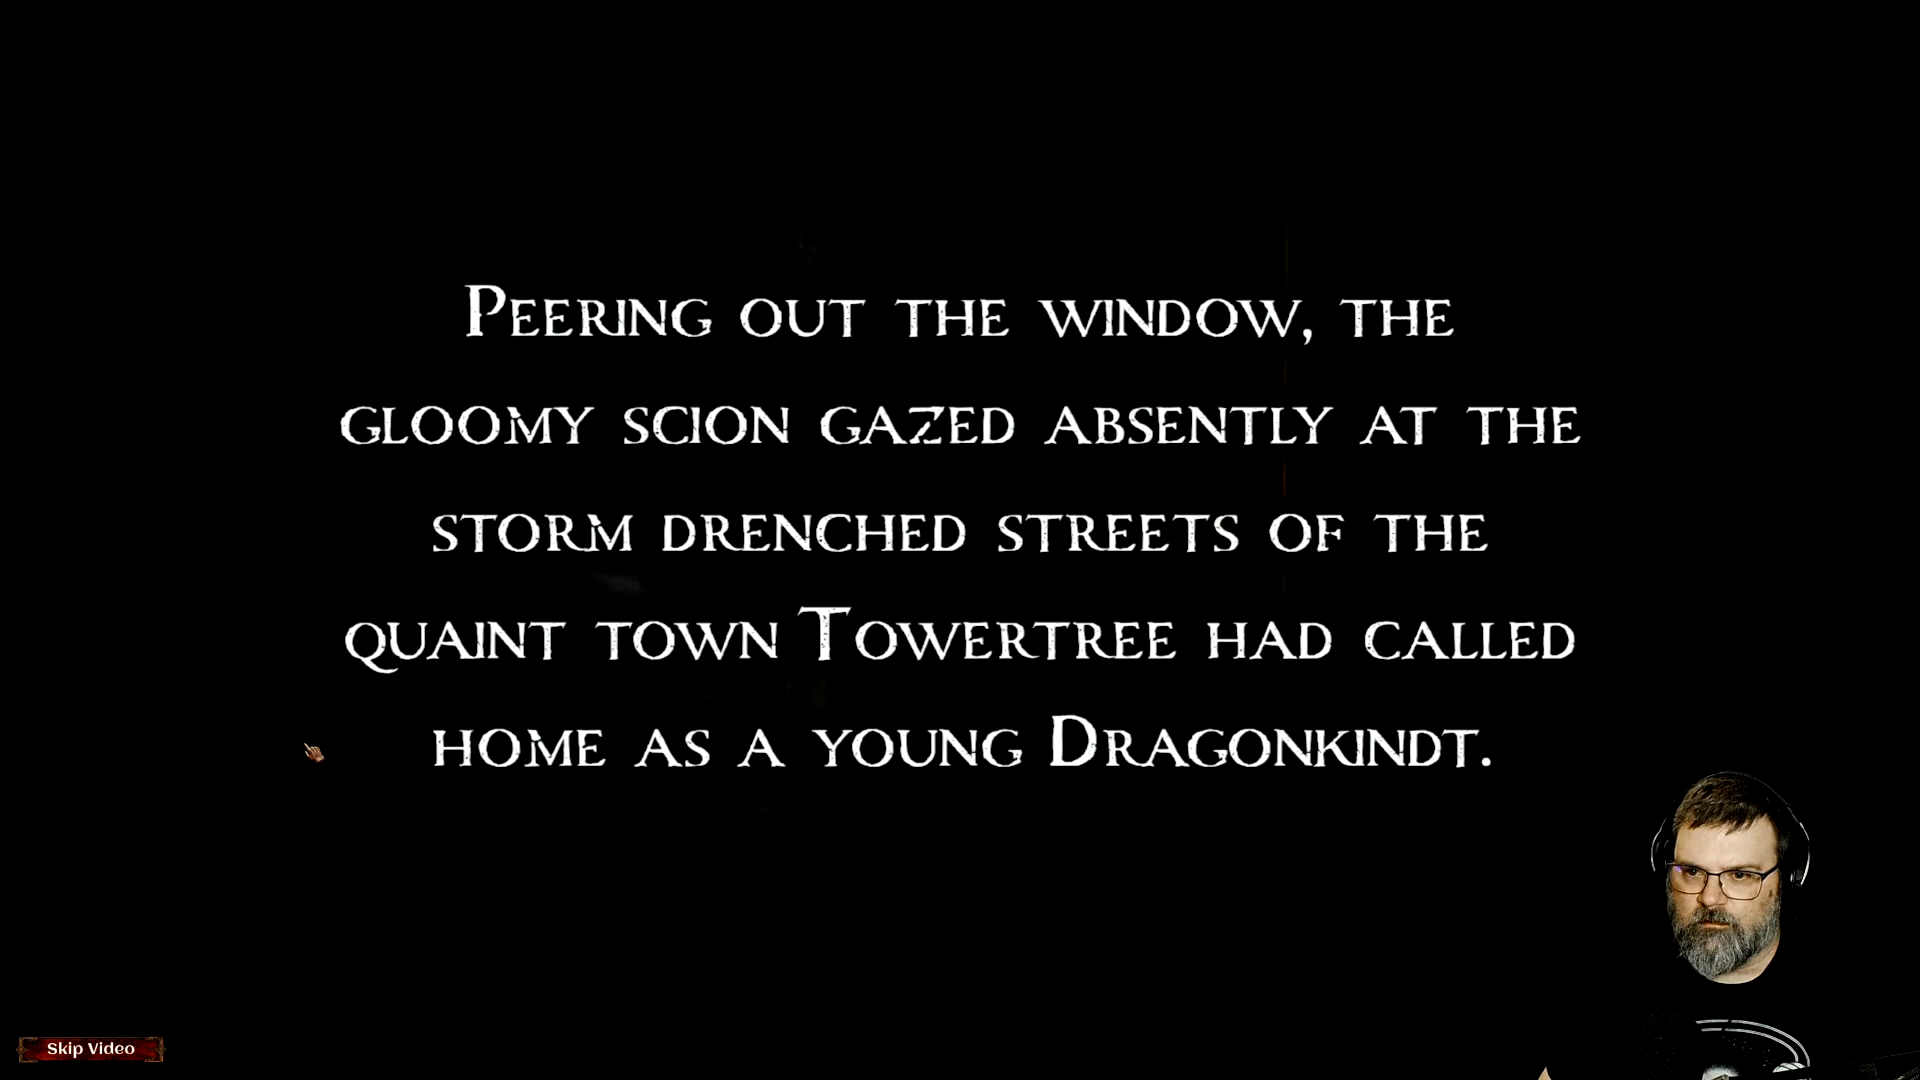 Peering out the window, the
gloomy scion gazed absently at the
storm drenched streets of the
quaint town Towertree had called
home as a young Dragonkindt.
Skip Video